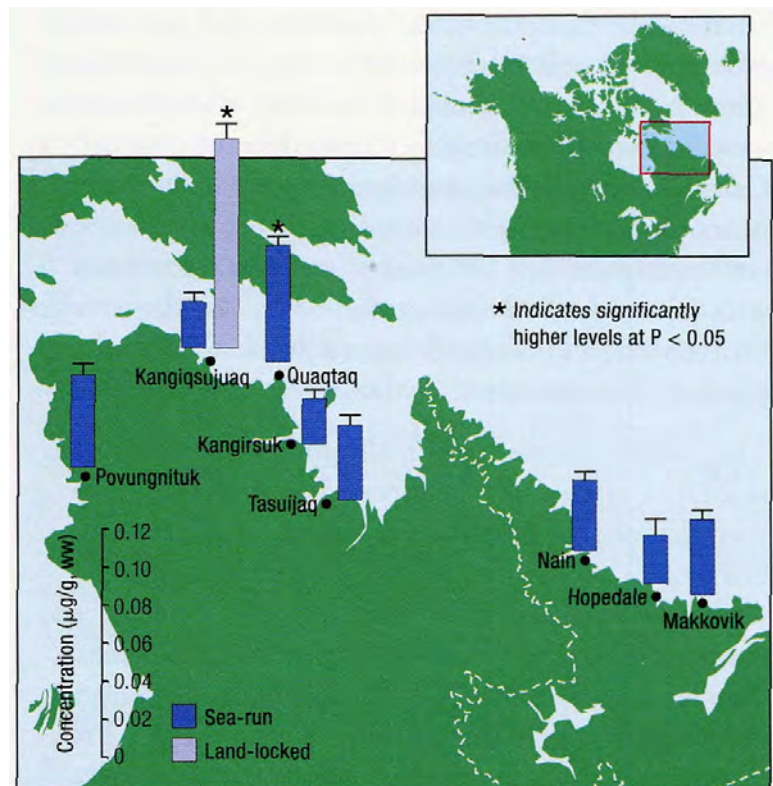 *
*
* Indicates significantly
higher levels at P < 0.05
Kangiqsujuaq
Quaqtaq
Kangirsuk
Povungnituk
Tasuijaq
Nain
Hopedale
Makkovik
Concentration (µg/g, ww)
0.12
0.10
0.08
0.06
0.04
0.02
0
Sea-run
Land-locked